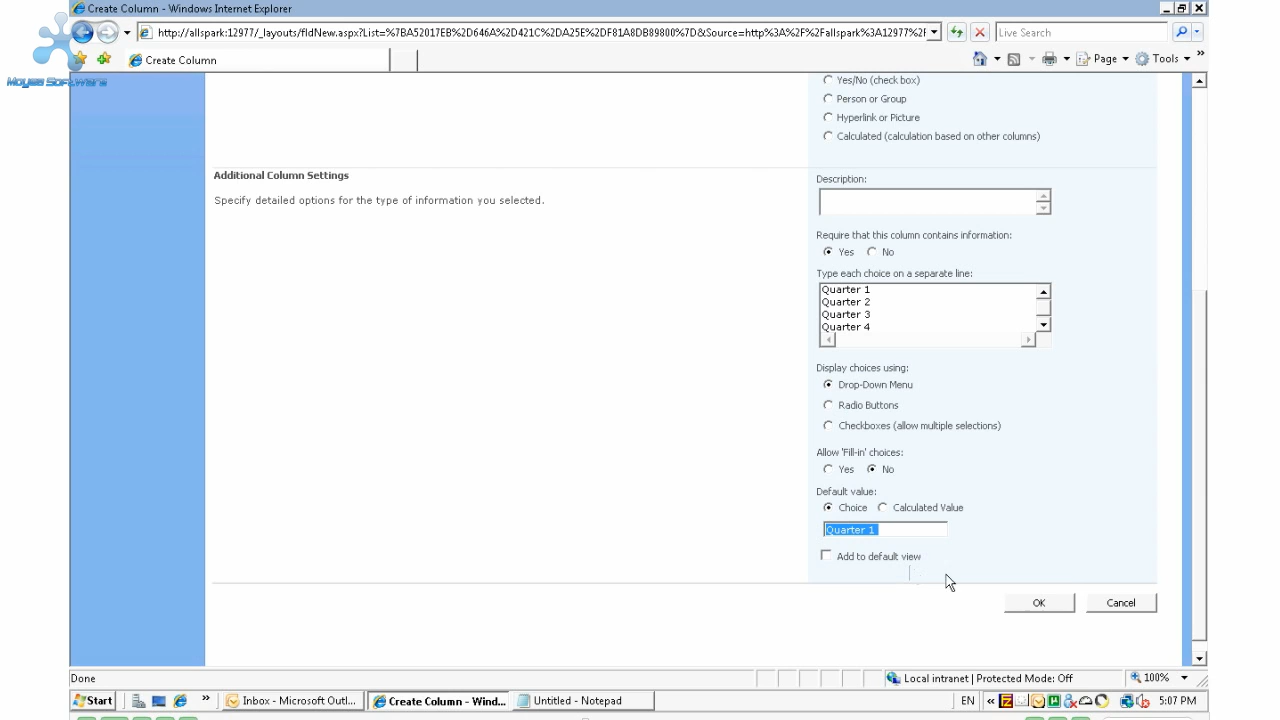 Create Column - Windows Internet Explorer
http://allspark:12977/_layouts/fldNew.aspx?List=%7BA52017EB%2D646A%2D421C%2DA25E%2DF81A8DB89800%7D&Source=http%3A%2F%2Fallspark%3A12977%2F
Live Search
Create Column
Page
Tools
»
Moyea Software
Yes/No (check box)
Person or Group
Hyperlink or Picture
Calculated (calculation based on other columns)
Additional Column Settings
Specify detailed options for the type of information you selected.
Description:
Require that this column contains information:
Yes No
Type each choice on a separate line:
Quarter 1
Quarter 2
Quarter 3
Quarter 4
Display choices using:
Drop-Down Menu
Radio Buttons
Checkboxes (allow multiple selections)
Allow 'Fill-in' choices:
Yes No
Default value:
Choice Calculated Value
Quarter 1
Add to default view
OK Cancel
Done
Local intranet | Protected Mode: Off
100%
Start
»
Inbox - Microsoft Outl...
Create Column - Wind...
Untitled - Notepad
EN
«
5:07 PM